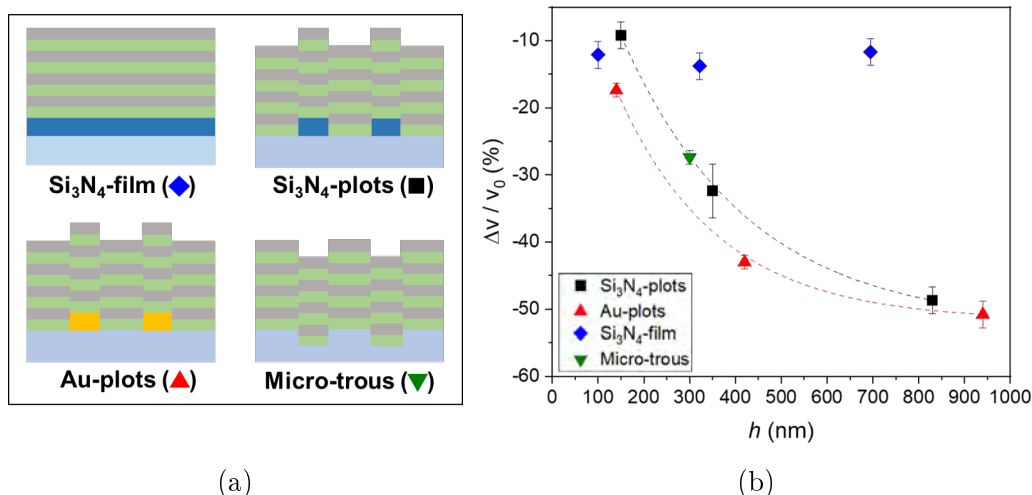 Si₃N₄-film (◆)
Si₃N₄-plots (■)
Au-plots (▲)
Micro-trous (▼)
(a)
-10
-20
-30
-40
-50
-60
Δv / v₀ (%)
Si₃N₄-plots
Au-plots
Si₃N₄-film
Micro-trous
0 100 200 300 400 500 600 700 800 900 1000
h (nm)
(b)